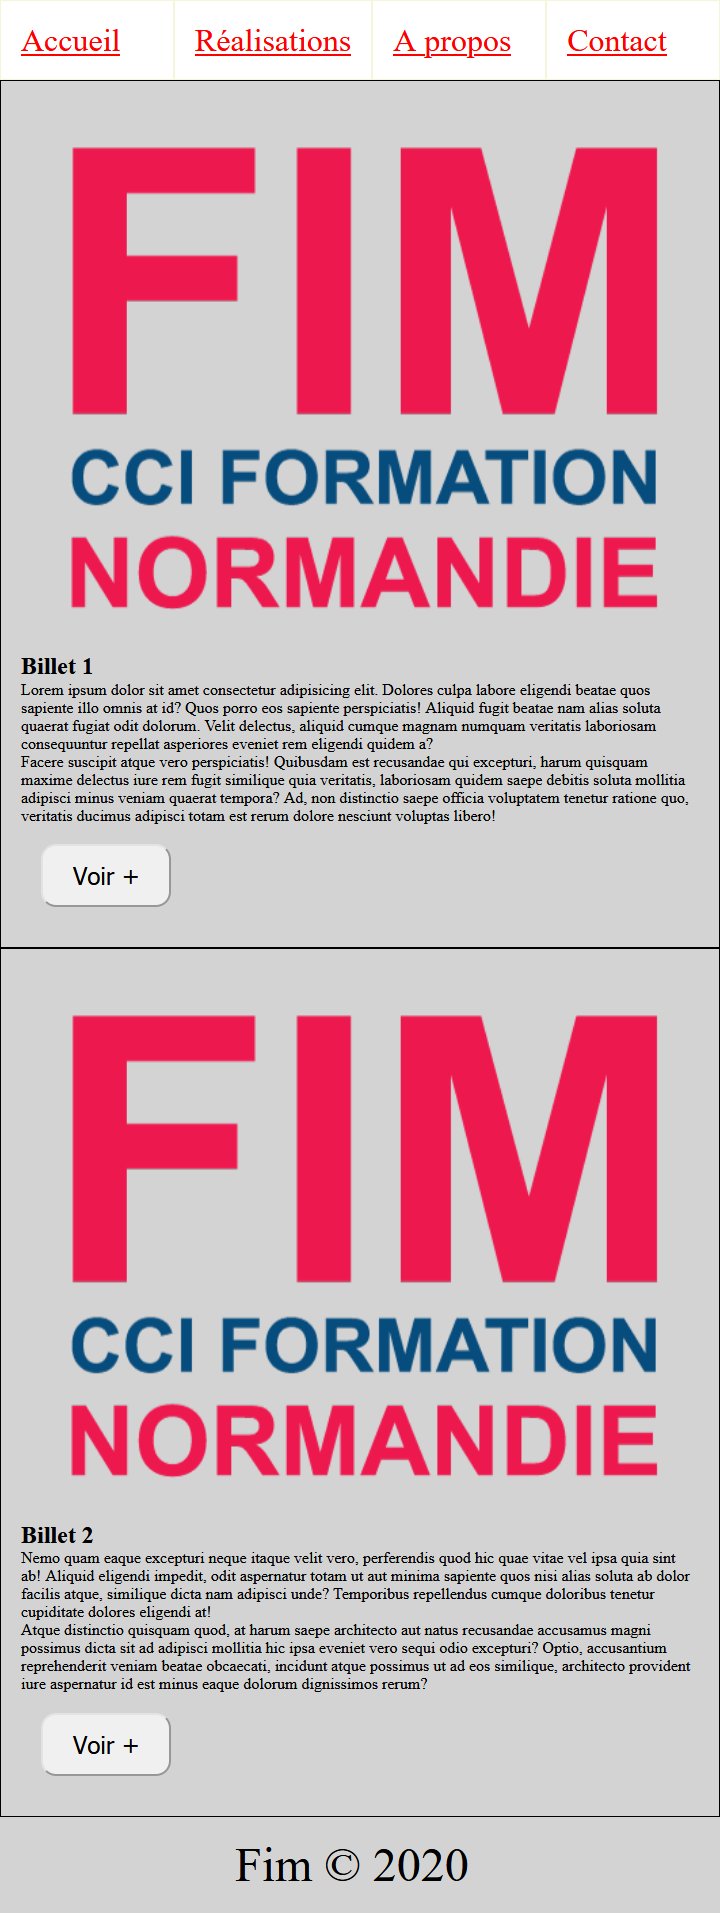 Accueil Réalisations A propos Contact
FIM
CCI FORMATION
NORMANDIE
Billet 1
Lorem ipsum dolor sit amet consectetur adipisicing elit. Dolores culpa labore eligendi beatae quos
sapiente illo omnis at id? Quos porro eos sapiente perspiciatis! Aliquid fugit beatae nam alias soluta
quaerat fugiat odit dolorum. Velit delectus, aliquid cumque magnam numquam veritatis laboriosam
consequuntur repellat asperiores eveniet rem eligendi quidem a?
Facere suscipit atque vero perspiciatis! Quibusdam est recusandae qui excepturi, harum quisquam
maxime delectus iure rem fugit similique quia veritatis, laboriosam quidem saepe debitis soluta mollitia
adipisci minus veniam quaerat tempora? Ad, non distinctio saepe officia voluptatem tenetur ratione quo,
veritatis ducimus adipisci totam est rerum dolore nesciunt voluptas libero!
Voir +
FIM
CCI FORMATION
NORMANDIE
Billet 2
Nemo quam eaque excepturi neque itaque velit vero, perferendis quod hic quae vitae vel ipsa quia sint
ab! Aliquid eligendi impedit, odit aspernatur totam ut aut minima sapiente quos nisi alias soluta ab dolor
facilis atque, similique dicta nam adipisci unde? Temporibus repellendus cumque doloribus tenetur
cupiditate dolores eligendi at!
Atque distinctio quisquam quod, at harum saepe architecto aut natus recusandae accusamus magni
possimus dicta sit ad adipisci mollitia hic ipsa eveniet vero sequi odio excepturi? Optio, accusantium
reprehenderit veniam beatae obcaecati, incidunt atque possimus ut ad eos similique, architecto provident
iure aspernatur id est minus eaque dolorum dignissimos rerum?
Voir +
Fim © 2020